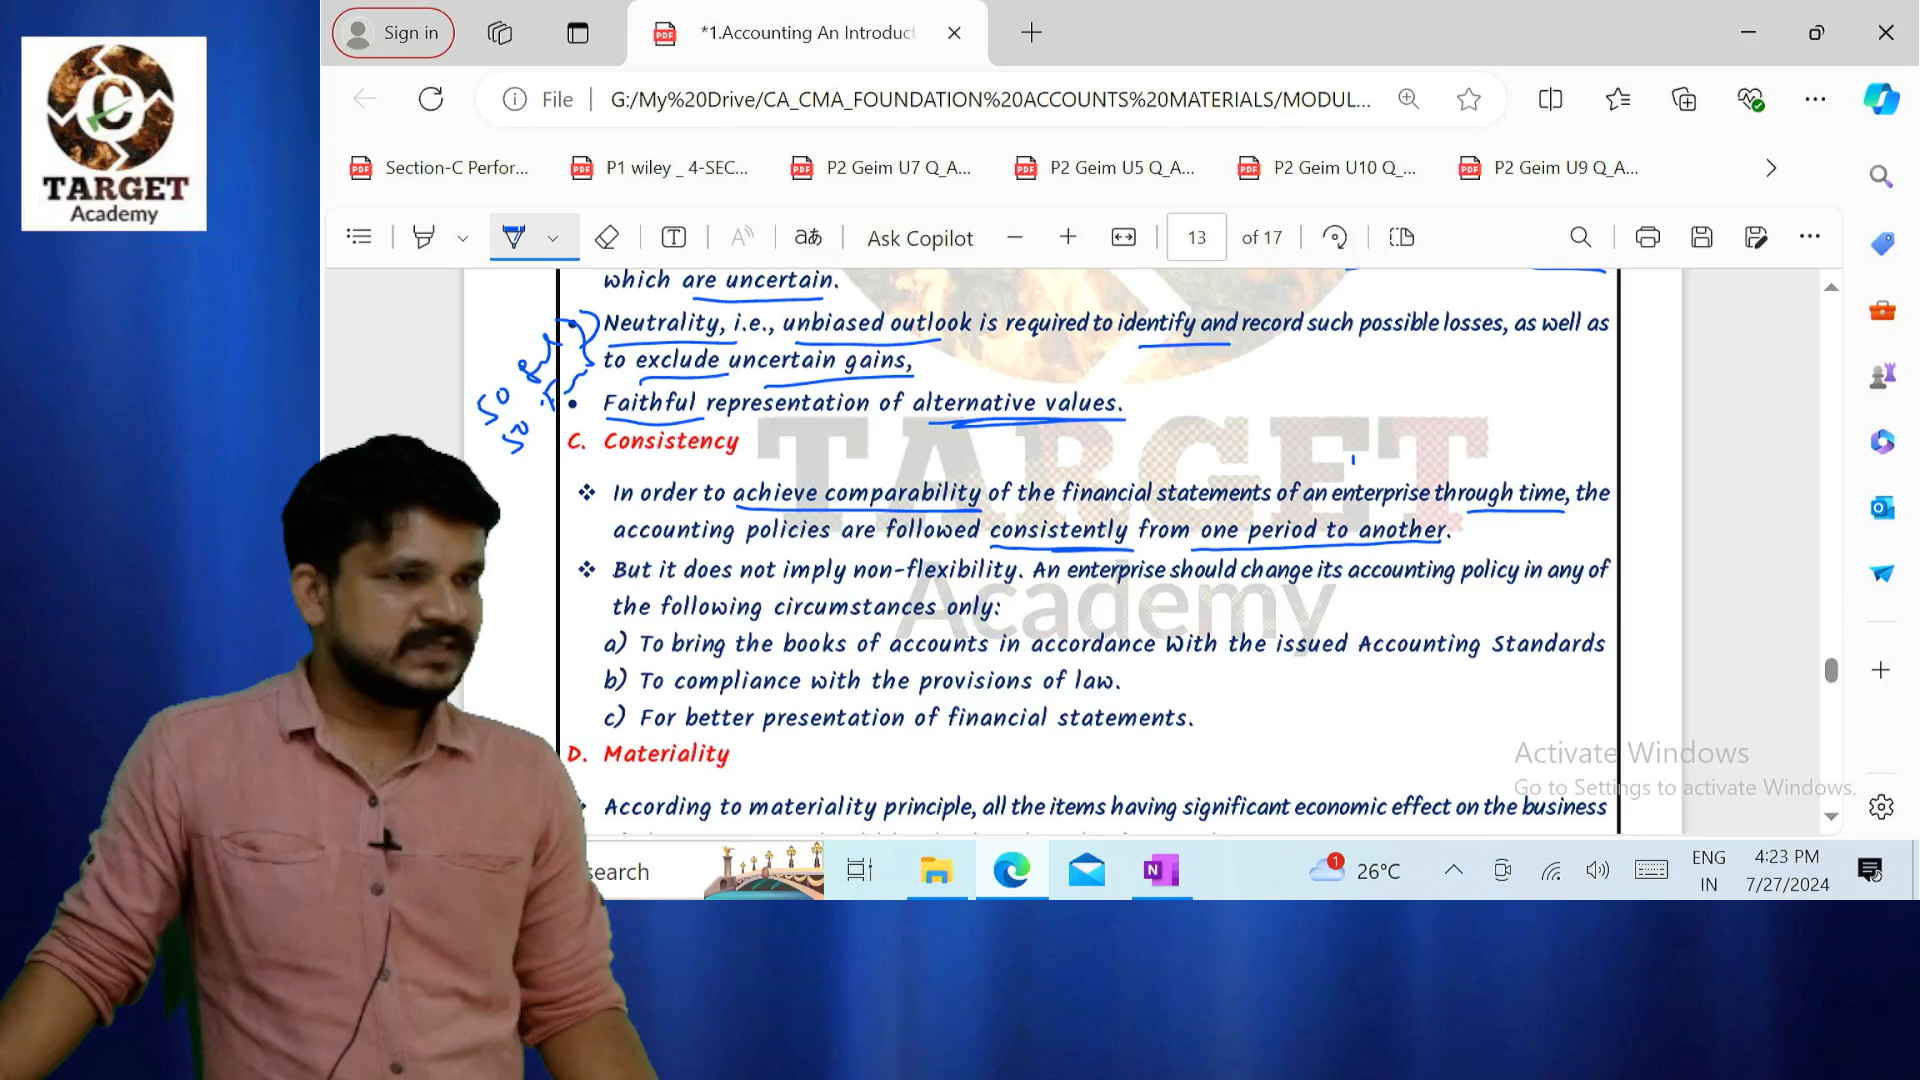 Sign in
*1.Accounting An Introduct
File
G:/My%20Drive/CA_CMA_FOUNDATION%20ACCOUNTS%20MATERIALS/MODUL...
TARGET
Academy
Section-C Perfor...
P1 wiley _ 4-SEC...
P2 Geim U7 Q_A...
P2 Geim U5 Q_A...
P2 Geim U10 Q_...
P2 Geim U9 Q_A...
Ask Copilot
13 of 17
which are uncertain.
• Neutrality, i.e., unbiased outlook is required to identify and record such possible losses, as well as
to exclude uncertain gains,
• Faithful representation of alternative values.
50
50
C. Consistency
❖ In order to achieve comparability of the financial statements of an enterprise through time, the
accounting policies are followed consistently from one period to another.
❖ But it does not imply non-flexibility. An enterprise should change its accounting policy in any of
the following circumstances only:
a) To bring the books of accounts in accordance With the issued Accounting Standards
b) To compliance with the provisions of law.
c) For better presentation of financial statements.
D. Materiality
According to materiality principle, all the items having significant economic effect on the business
TARGET
Academy
Activate Windows
Go to Settings to activate Windows.
search
1
26°C
ENG
IN
4:23 PM
7/27/2024